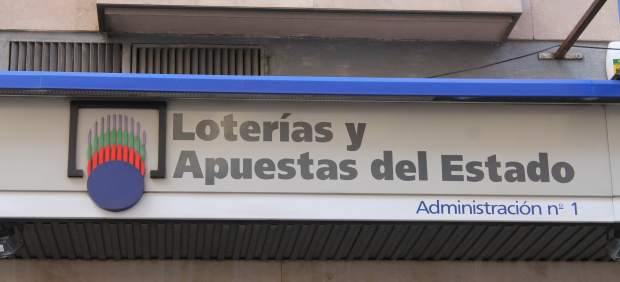 Loterías y
Apuestas del Estado
Administración nº 1